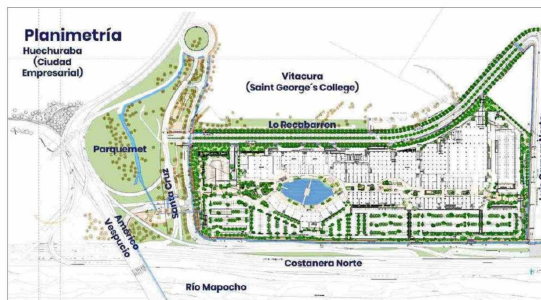 Planimetría
Huechuraba
(Ciudad
Empresarial)
Vitacura
(Saint George´s College)
Lo Recabarren
Parquemet
Santa Cruz
Américo
Vespucio
Costanera Norte
Río Mapocho